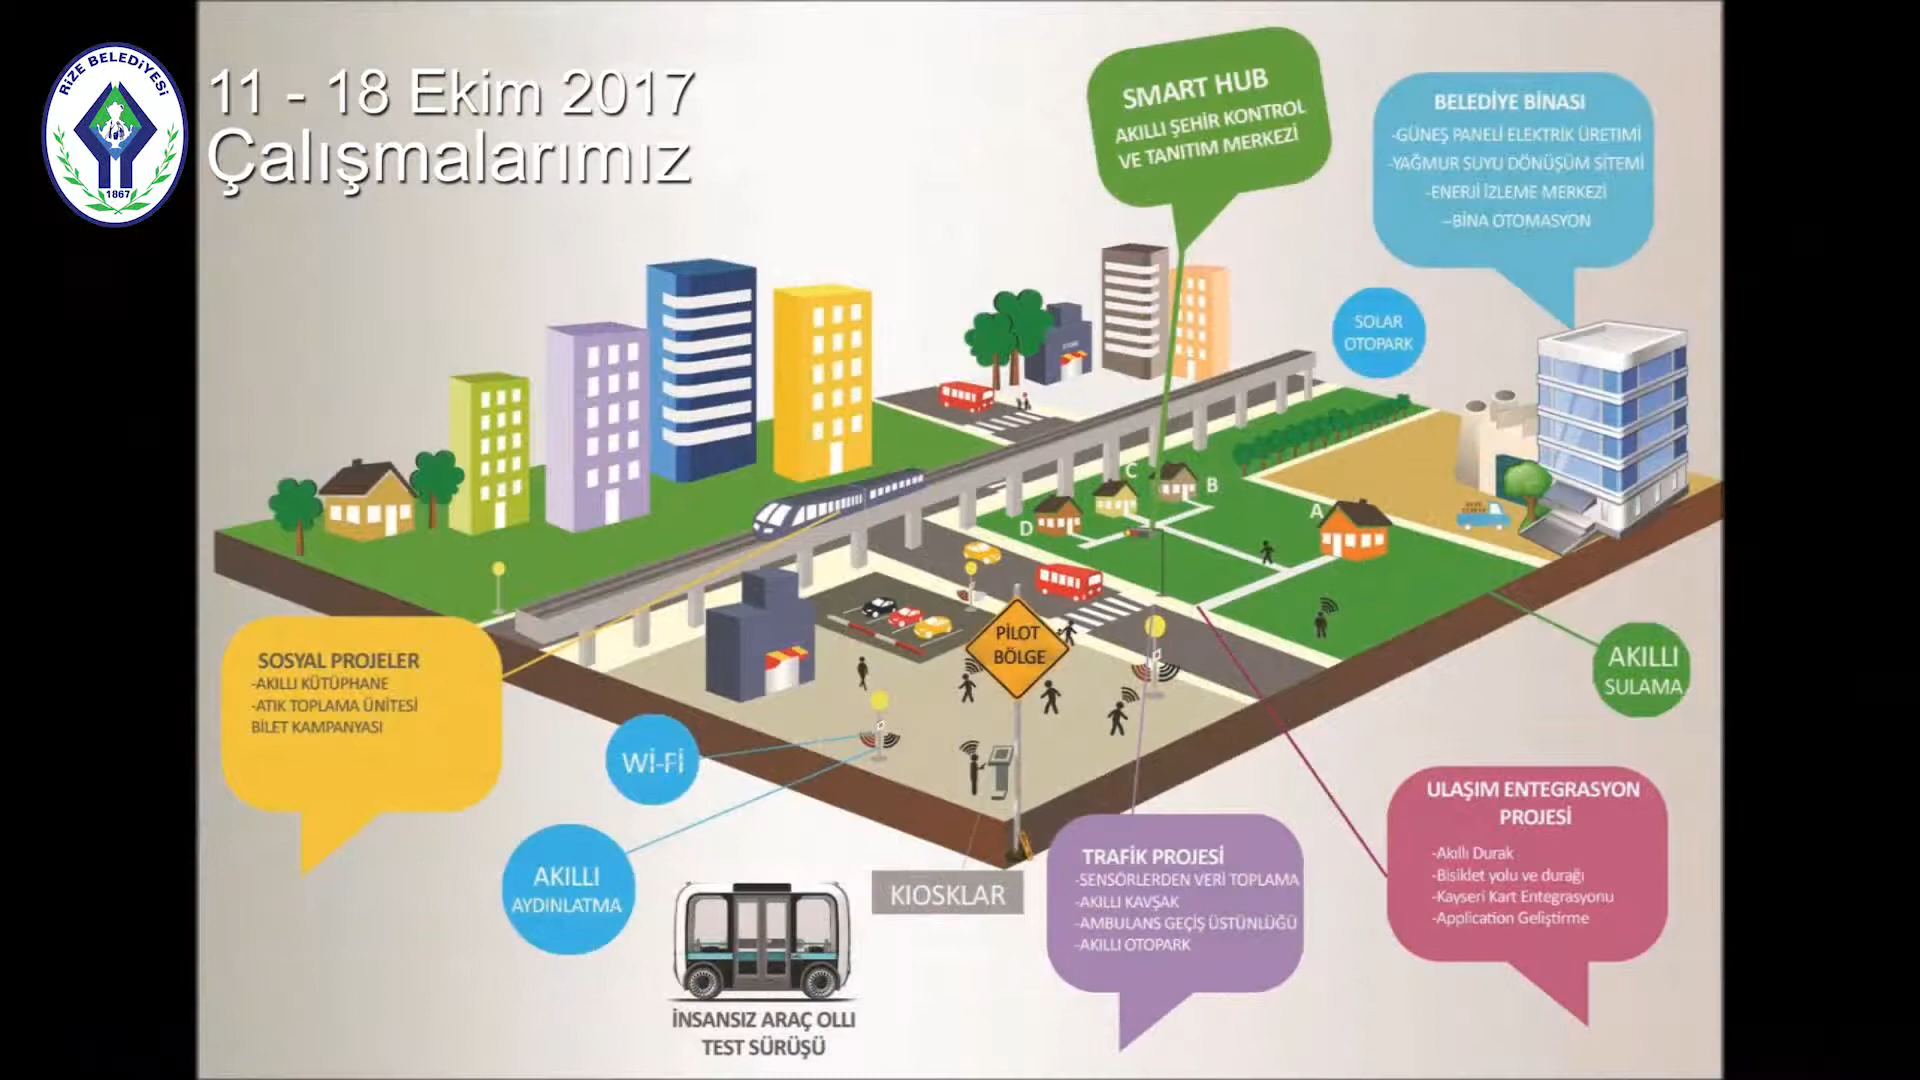 RİZE BELEDİYESİ
1867
11 - 18 Ekim 2017
Çalışmalarımız
SMART HUB
AKILLI ŞEHİR KONTROL
VE TANITIM MERKEZİ
BELEDİYE BİNASI
-GÜNEŞ PANELİ ELEKTRİK ÜRETIMİ
-YAĞMUR SUYU DÖNÜŞÜM SİTEMİ
-ENERJİ İZLEME MERKEZİ
-BİNA OTOMASYON
SOLAR
OTOPARK
STORE
C
B
D
A
PİLOT
BÖLGE
SOSYAL PROJELER
-AKILLI KÜTÜPHANE
-ATIK TOPLAMA ÜNİTESİ
BİLET KAMPANYASI
Wİ-Fİ
AKILLI
AYDINLATMA
AKILLI
SULAMA
KIOSKLAR
İNSANSIZ ARAÇ OLLI
TEST SÜRÜŞÜ
TRAFİK PROJESİ
-SENSÖRLERDEN VERİ TOPLAMA
-AKILLI KAVŞAK
-AMBULANS GEÇİŞ ÜSTÜNLÜĞÜ
-AKILLI OTOPARK
ULAŞIM ENTEGRASYON
PROJESİ
-Akıllı Durak
-Bisiklet yolu ve durağı
-Kayseri Kart Entegrasyonu
-Application Geliştirme